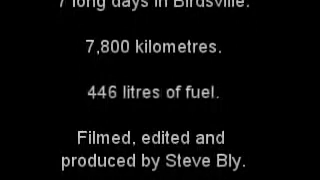 7 long days in Birdsville.
7,800 kilometres.
446 litres of fuel.
Filmed, edited and
produced by Steve Bly.